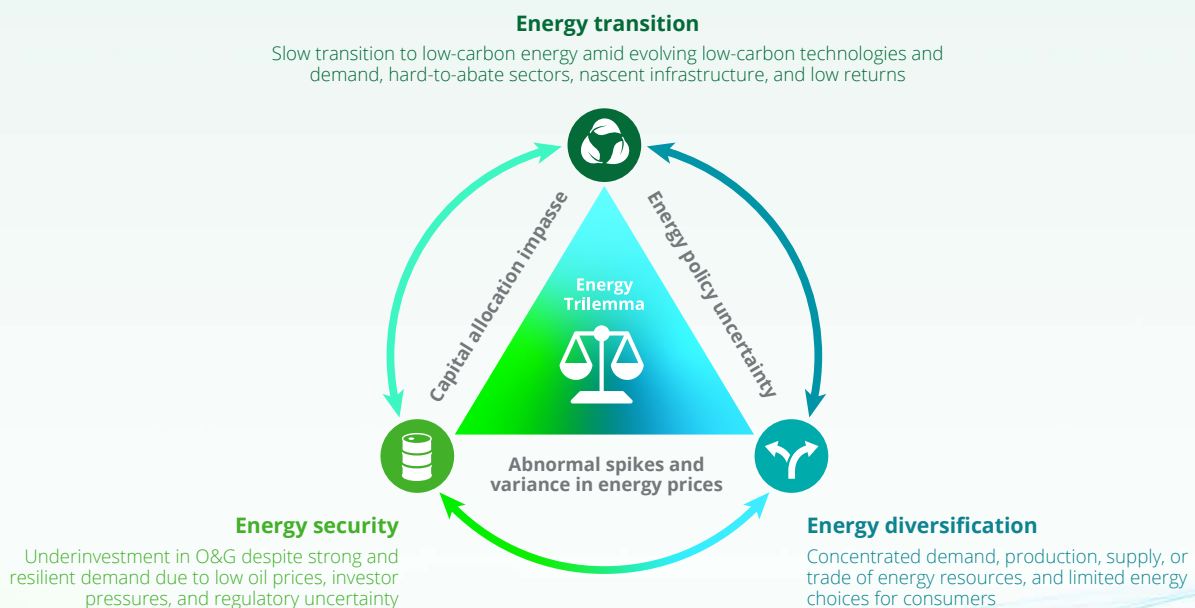 Energy transition
Slow transition to low-carbon energy amid evolving low-carbon technologies and
demand, hard-to-abate sectors, nascent infrastructure, and low returns
Capital allocation impasse
Energy policy uncertainty
Energy
Trilemma
Abnormal spikes and
variance in energy prices
Energy security
Underinvestment in O&G despite strong and
resilient demand due to low oil prices, investor
pressures, and regulatory uncertainty
Energy diversification
Concentrated demand, production, supply, or
trade of energy resources, and limited energy
choices for consumers